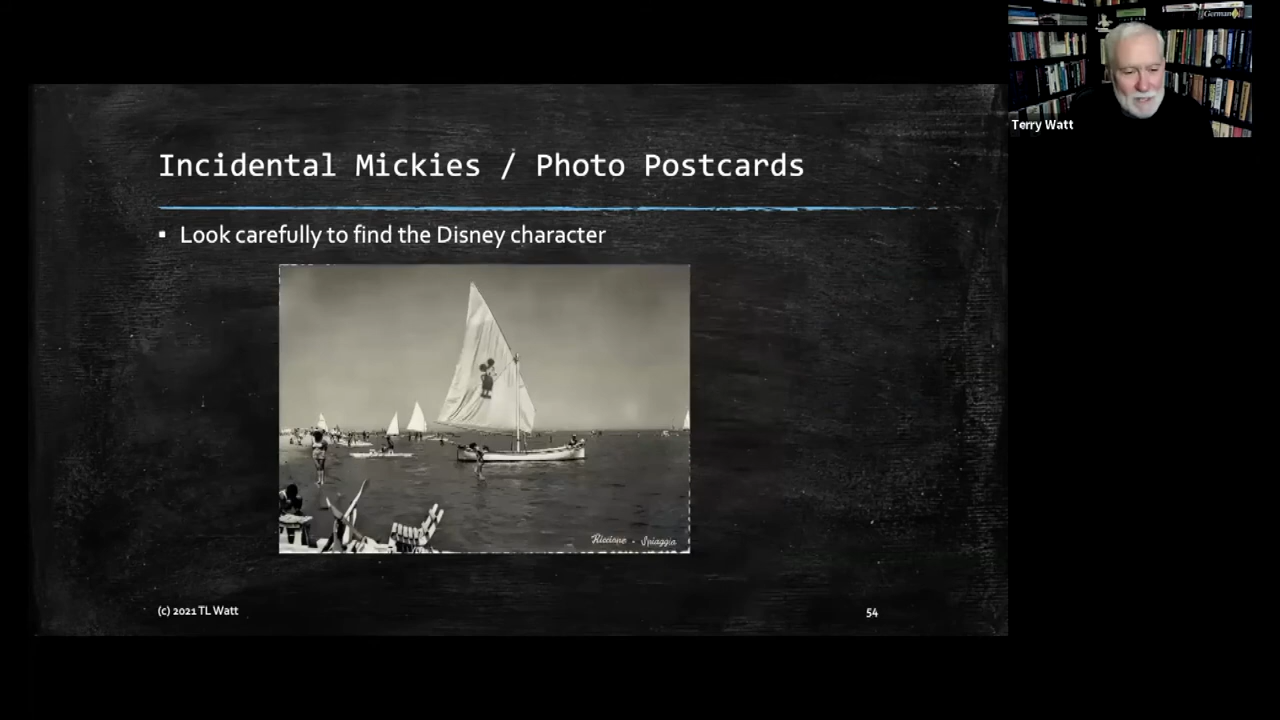 Incidental Mickies / Photo Postcards
▪ Look carefully to find the Disney character
Riccione - Spiaggia
(c) 2021 TL Watt
54
Terry Watt
German